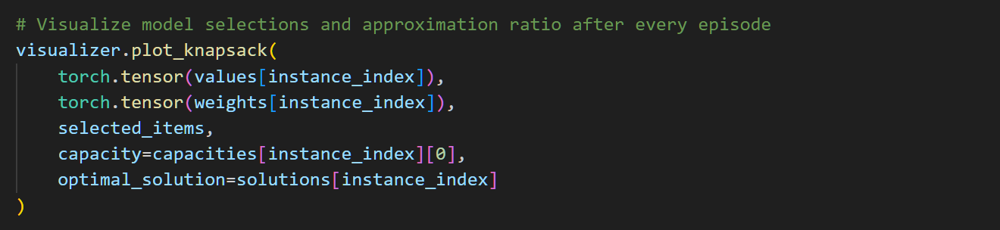 # Visualize model selections and approximation ratio after every episode
visualizer.plot_knapsack(
    torch.tensor(values[instance_index]),
    torch.tensor(weights[instance_index]),
    selected_items,
    capacity=capacities[instance_index][0],
    optimal_solution=solutions[instance_index]
)